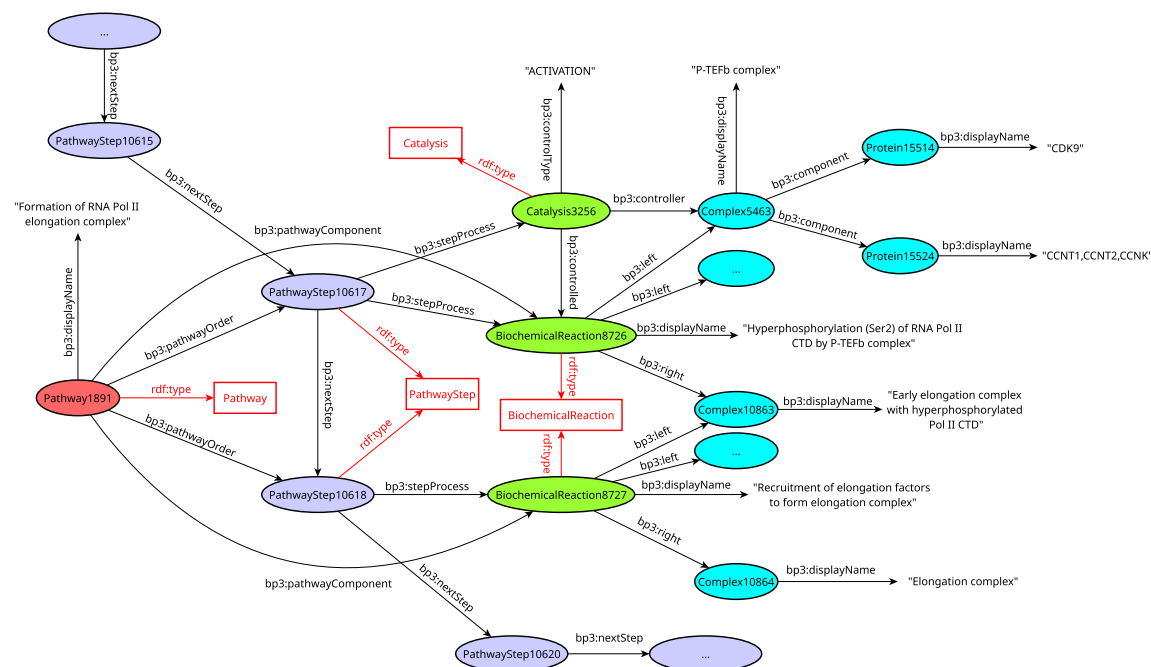 ...
bp3:nextStep
PathwayStep10615
bp3:nextStep
"Formation of RNA Pol II
elongation complex"
bp3:displayName
Pathway1891
rdf:type
Pathway
bp3:pathwayOrder
bp3:pathwayOrder
bp3:pathwayComponent
bp3:pathwayComponent
PathwayStep10617
bp3:stepProcess
bp3:stepProcess
rdf:type
bp3:nextStep
PathwayStep
rdf:type
PathwayStep10618
bp3:stepProcess
bp3:nextStep
PathwayStep10620
bp3:nextStep
...
"ACTIVATION"
bp3:controlType
Catalysis
rdf:type
Catalysis3256
bp3:controller
bp3:controlled
"P-TEFb complex"
bp3:displayName
Complex5463
bp3:component
Protein15514
bp3:displayName
"CDK9"
bp3:component
Protein15524
bp3:displayName
"CCNT1,CCNT2,CCNK"
bp3:left
bp3:left
...
BiochemicalReaction8726
bp3:displayName
"Hyperphosphorylation (Ser2) of RNA Pol II
CTD by P-TEFb complex"
rdf:type
bp3:right
BiochemicalReaction
rdf:type
Complex10863
bp3:displayName
"Early elongation complex
with hyperphosphorylated
Pol II CTD"
bp3:left
bp3:left
...
BiochemicalReaction8727
bp3:displayName
"Recruitment of elongation factors
to form elongation complex"
bp3:right
Complex10864
bp3:displayName
"Elongation complex"